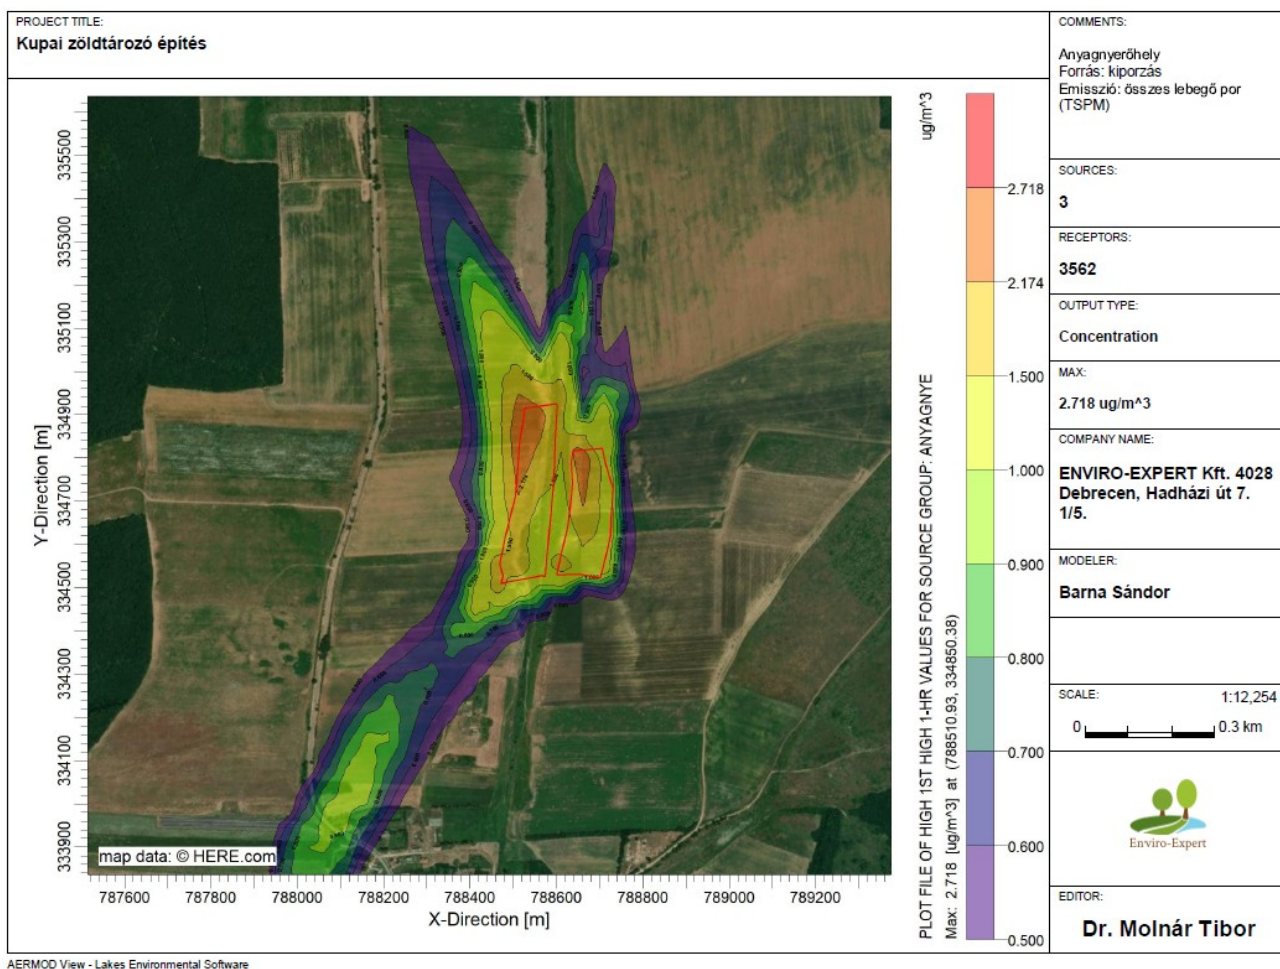 PROJECT TITLE:
Kupai zöldtározó építés
COMMENTS:
Anyagnyerőhely
Forrás: kiporzás
Emisszió: összes lebegő por
(TSPM)
SOURCES:
3
RECEPTORS:
3562
OUTPUT TYPE:
Concentration
MAX:
2.718 ug/m^3
COMPANY NAME:
ENVIRO-EXPERT Kft. 4028
Debrecen, Hadházi út 7.
1/5.
MODELER:
Barna Sándor
SCALE:
1:12,254
0
0.3 km
Enviro-Expert
EDITOR:
Dr. Molnár Tibor
ug/m^3
2.718
2.174
1.500
1.000
0.900
0.800
0.700
0.600
0.500
PLOT FILE OF HIGH 1ST HIGH 1-HR VALUES FOR SOURCE GROUP: ANYAGNYE
Max: 2.718 [ug/m^3] at (788510.93, 334850.38)
Y-Direction [m]
335500
335300
335100
334900
334700
334500
334300
334100
333900
map data: © HERE.com
787600
787800
788000
788200
788400
788600
788800
789000
789200
X-Direction [m]
AERMOD View - Lakes Environmental Software